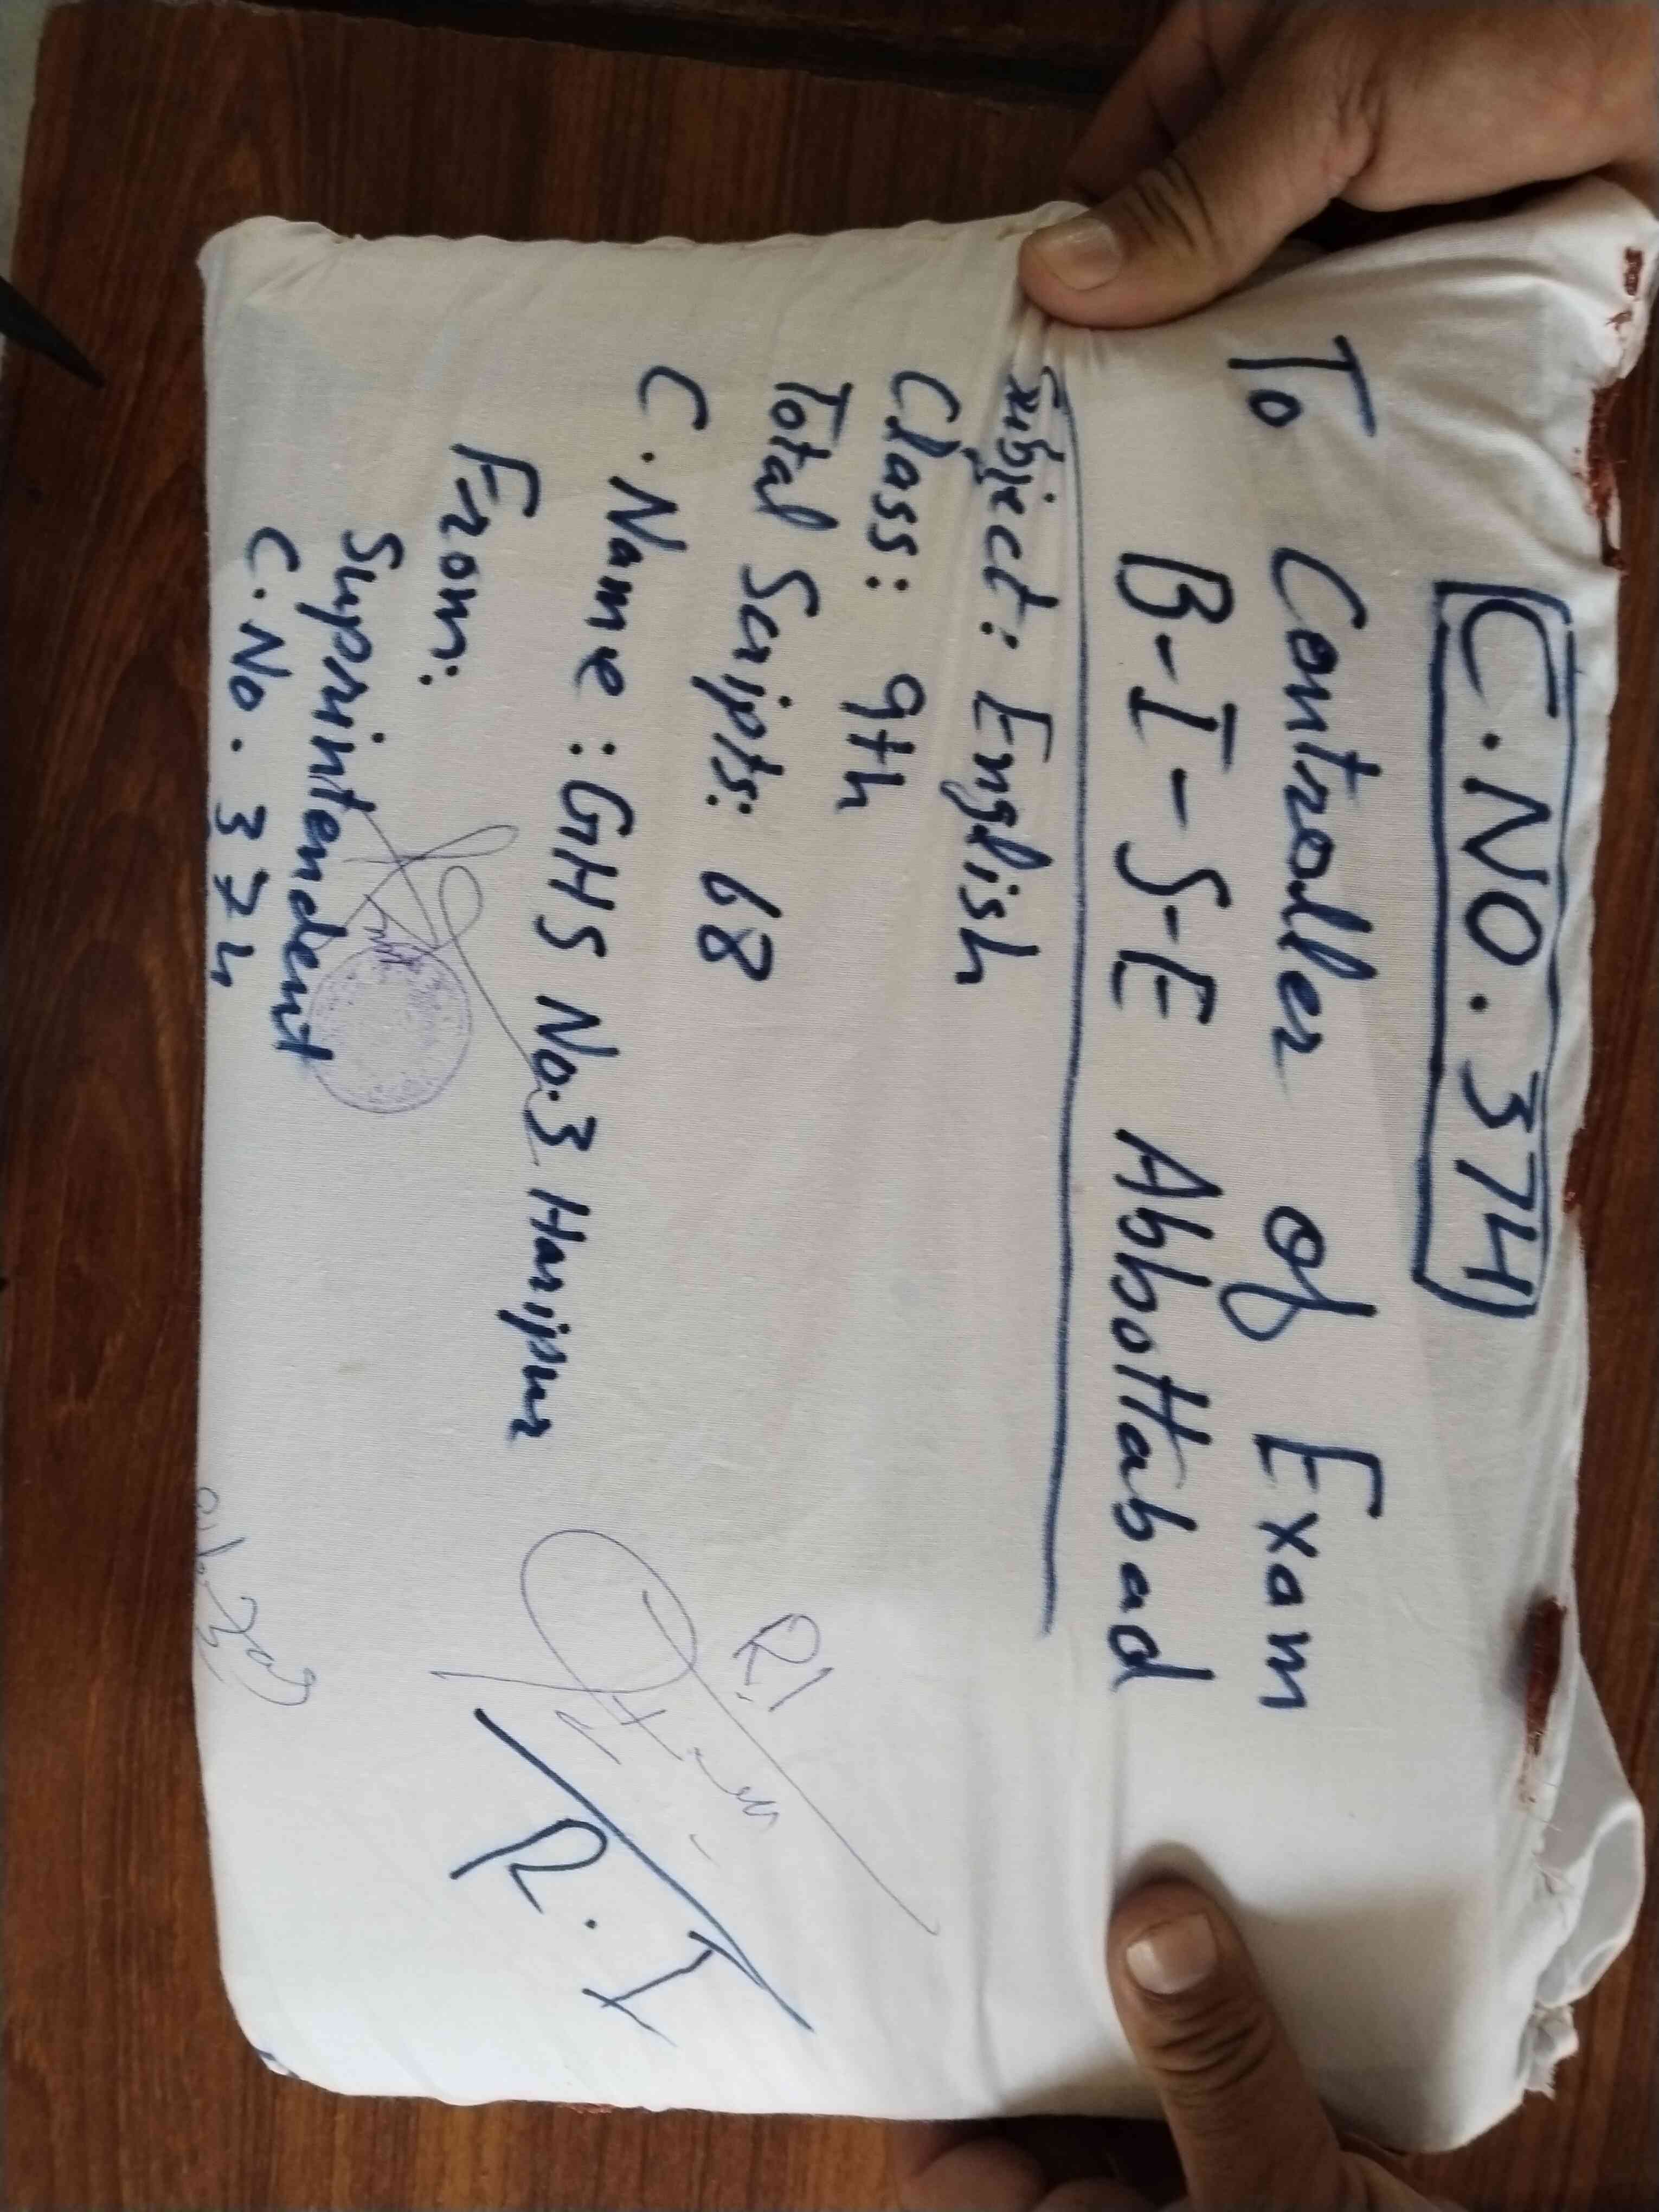 C.NO.374
To Controller of Exam
B-I-S-E Abbottabad
Subject: English
Class: 9th
Total Scripts: 68
C.Name: GHS No.3 Haripur
From:
Suprintendent
C.No. 374
R.I
R.I